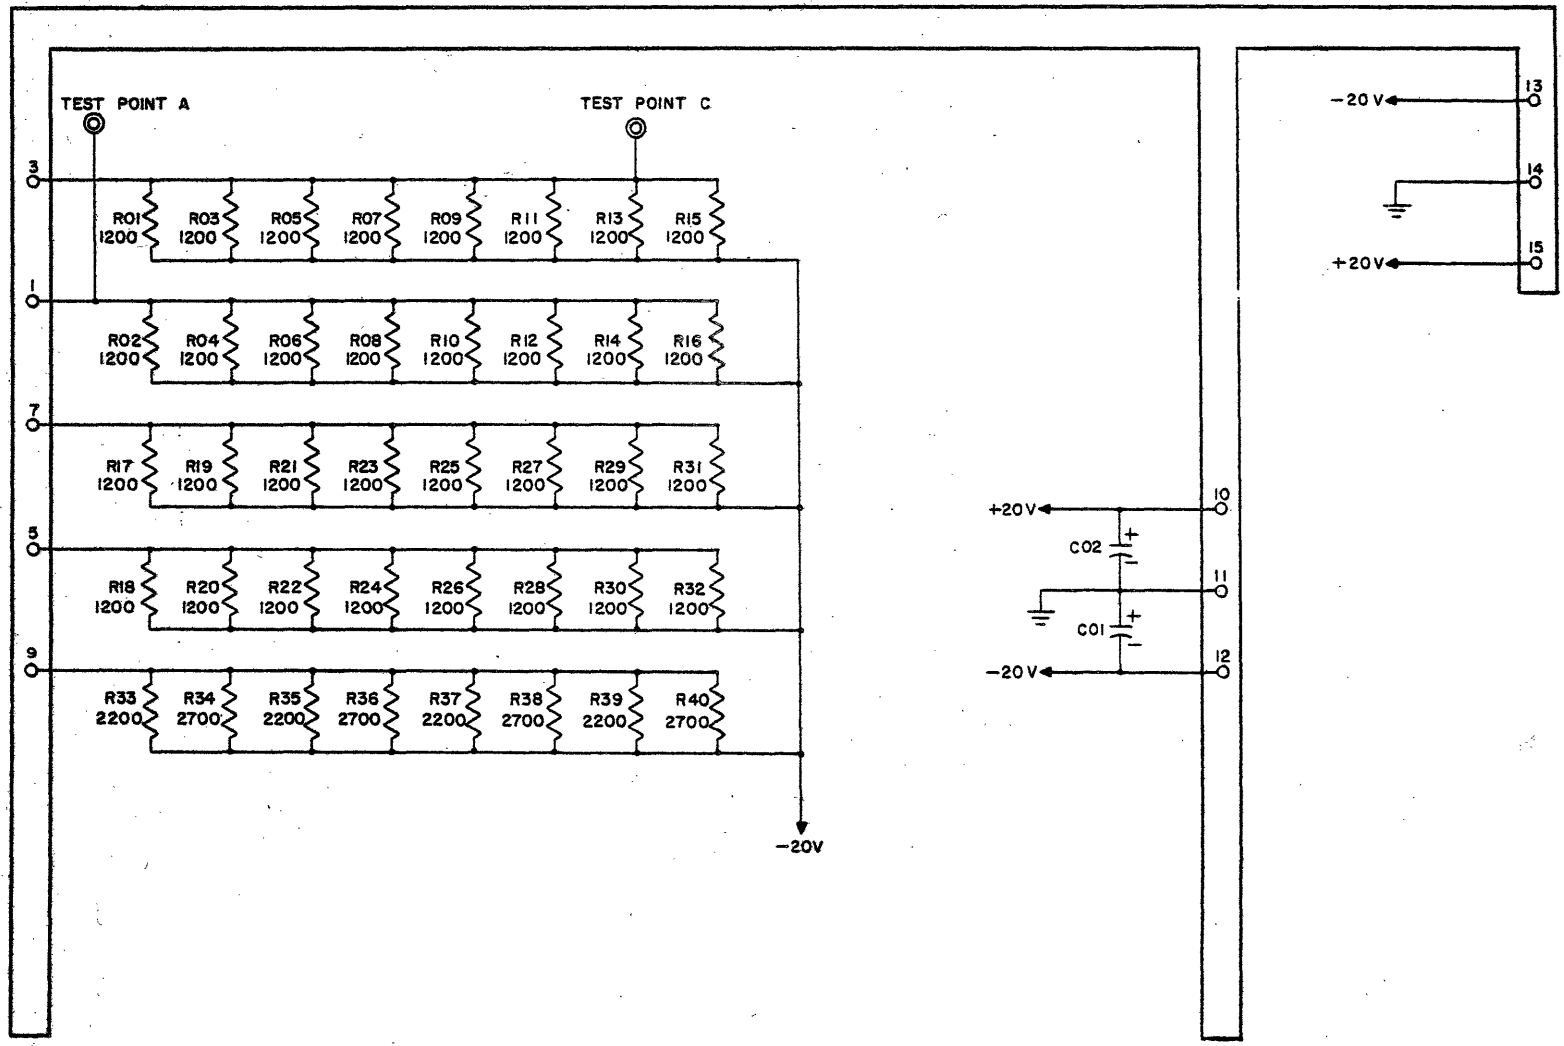 TEST POINT A
TEST POINT C
3
R01 R03 R05 R07 R09 R11 R13 R15
1200 1200 1200 1200 1200 1200 1200 1200
1
R02 R04 R06 R08 R10 R12 R14 R16
1200 1200 1200 1200 1200 1200 1200 1200
7
R17 R19 R21 R23 R25 R27 R29 R31
1200 1200 1200 1200 1200 1200 1200 1200
5
R18 R20 R22 R24 R26 R28 R30 R32
1200 1200 1200 1200 1200 1200 1200 1200
9
R33 R34 R35 R36 R37 R38 R39 R40
2200 2700 2200 2700 2200 2700 2200 2700
-20V
+20V
10
C02
+
-
11
C01
+
-
-20V
12
-20V
13
14
+20V
15